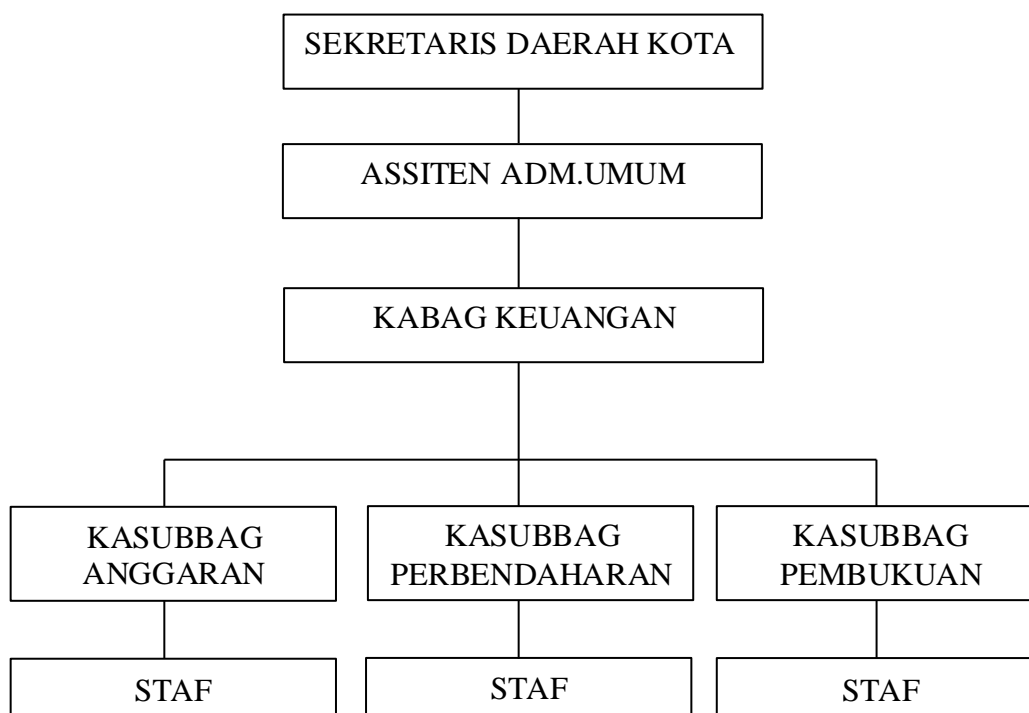 SEKRETARIS DAERAH KOTA
ASSITEN ADM.UMUM
KABAG KEUANGAN
KASUBBAG
ANGGARAN
KASUBBAG
PERBENDAHARAN
KASUBBAG
PEMBUKUAN
STAF
STAF
STAF